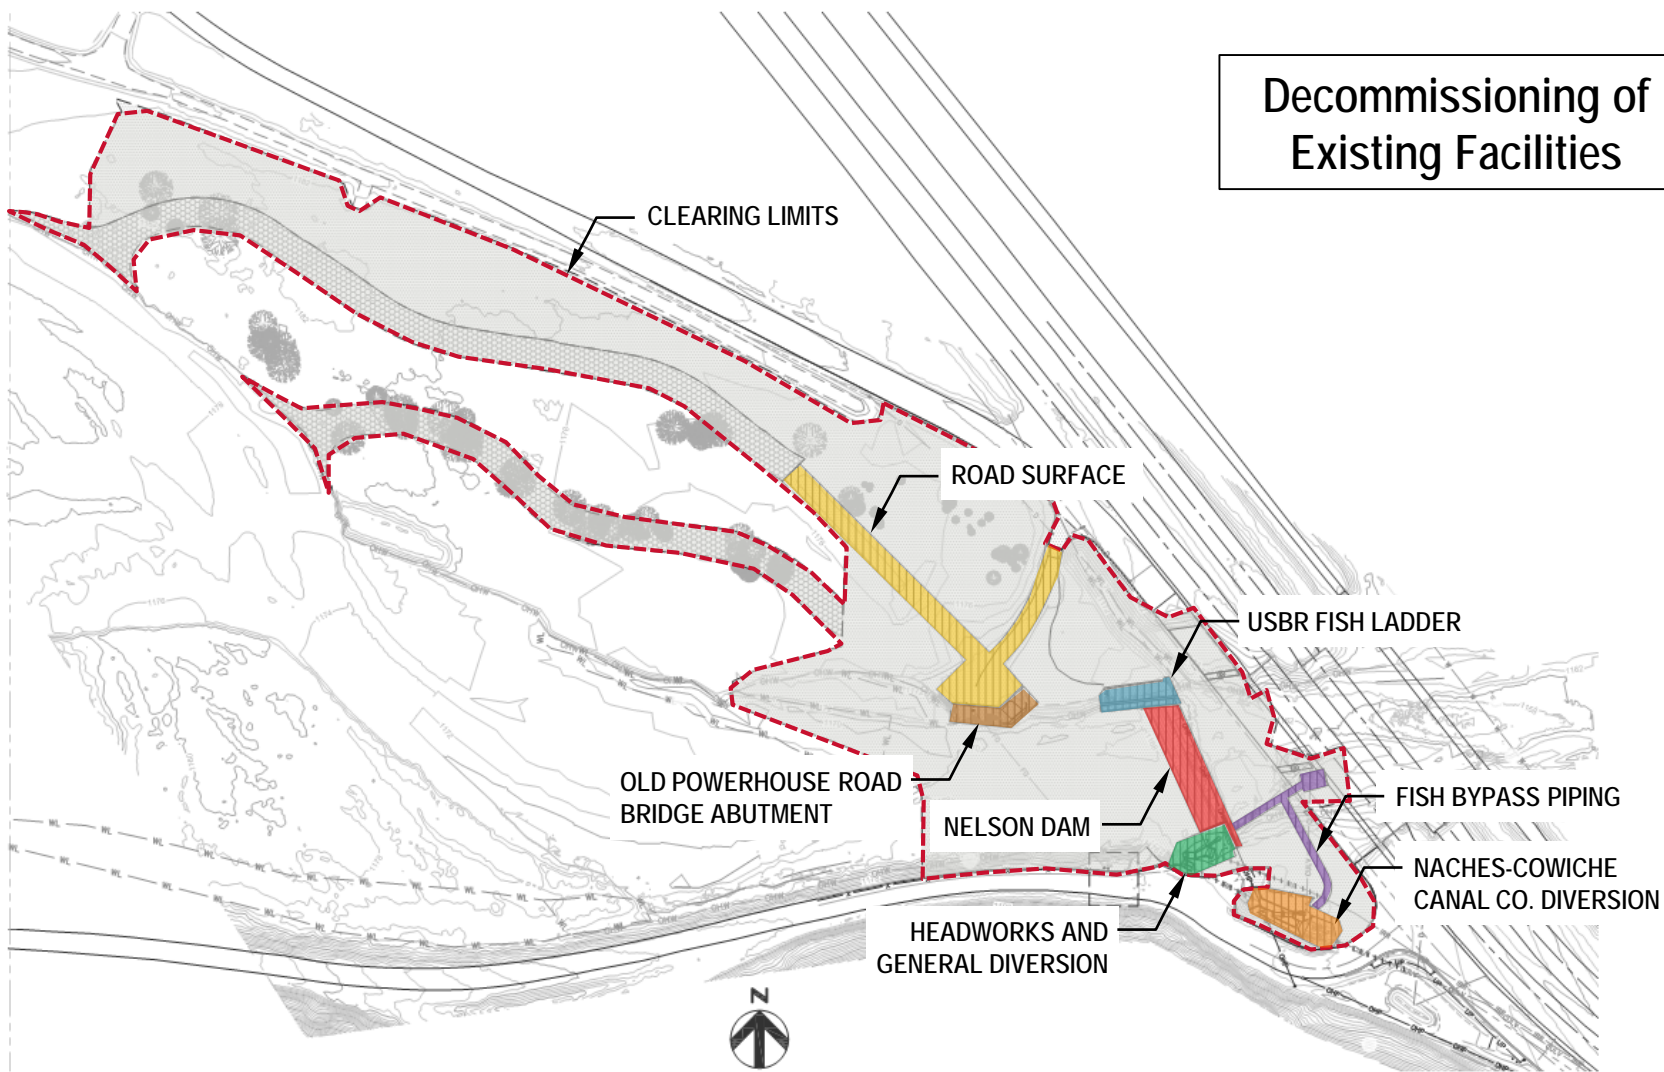 Decommissioning of
Existing Facilities
CLEARING LIMITS
ROAD SURFACE
USBR FISH LADDER
OLD POWERHOUSE ROAD
BRIDGE ABUTMENT
NELSON DAM
FISH BYPASS PIPING
NACHES-COWICHE
CANAL CO. DIVERSION
HEADWORKS AND
GENERAL DIVERSION
N